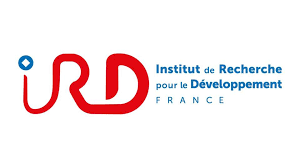 iRD
Institut de Recherche
pour le Développement
FRANCE